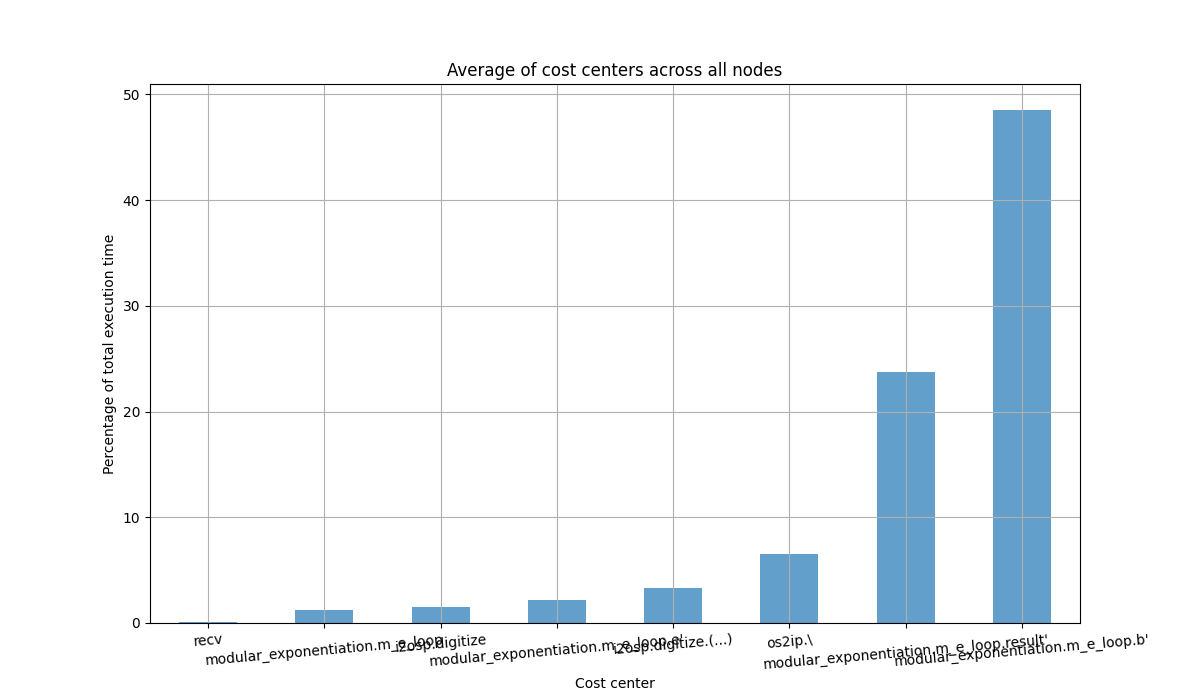 Average of cost centers across all nodes
Percentage of total execution time
50
40
30
20
10
0
recv
modular_exponentiation.m_e_loop
i2osp.digitize
modular_exponentiation.m_e_loop.e'
i2osp.digitize.(...)
os2ip.\
modular_exponentiation.m_e_loop.result'
modular_exponentiation.m_e_loop.b'
Cost center